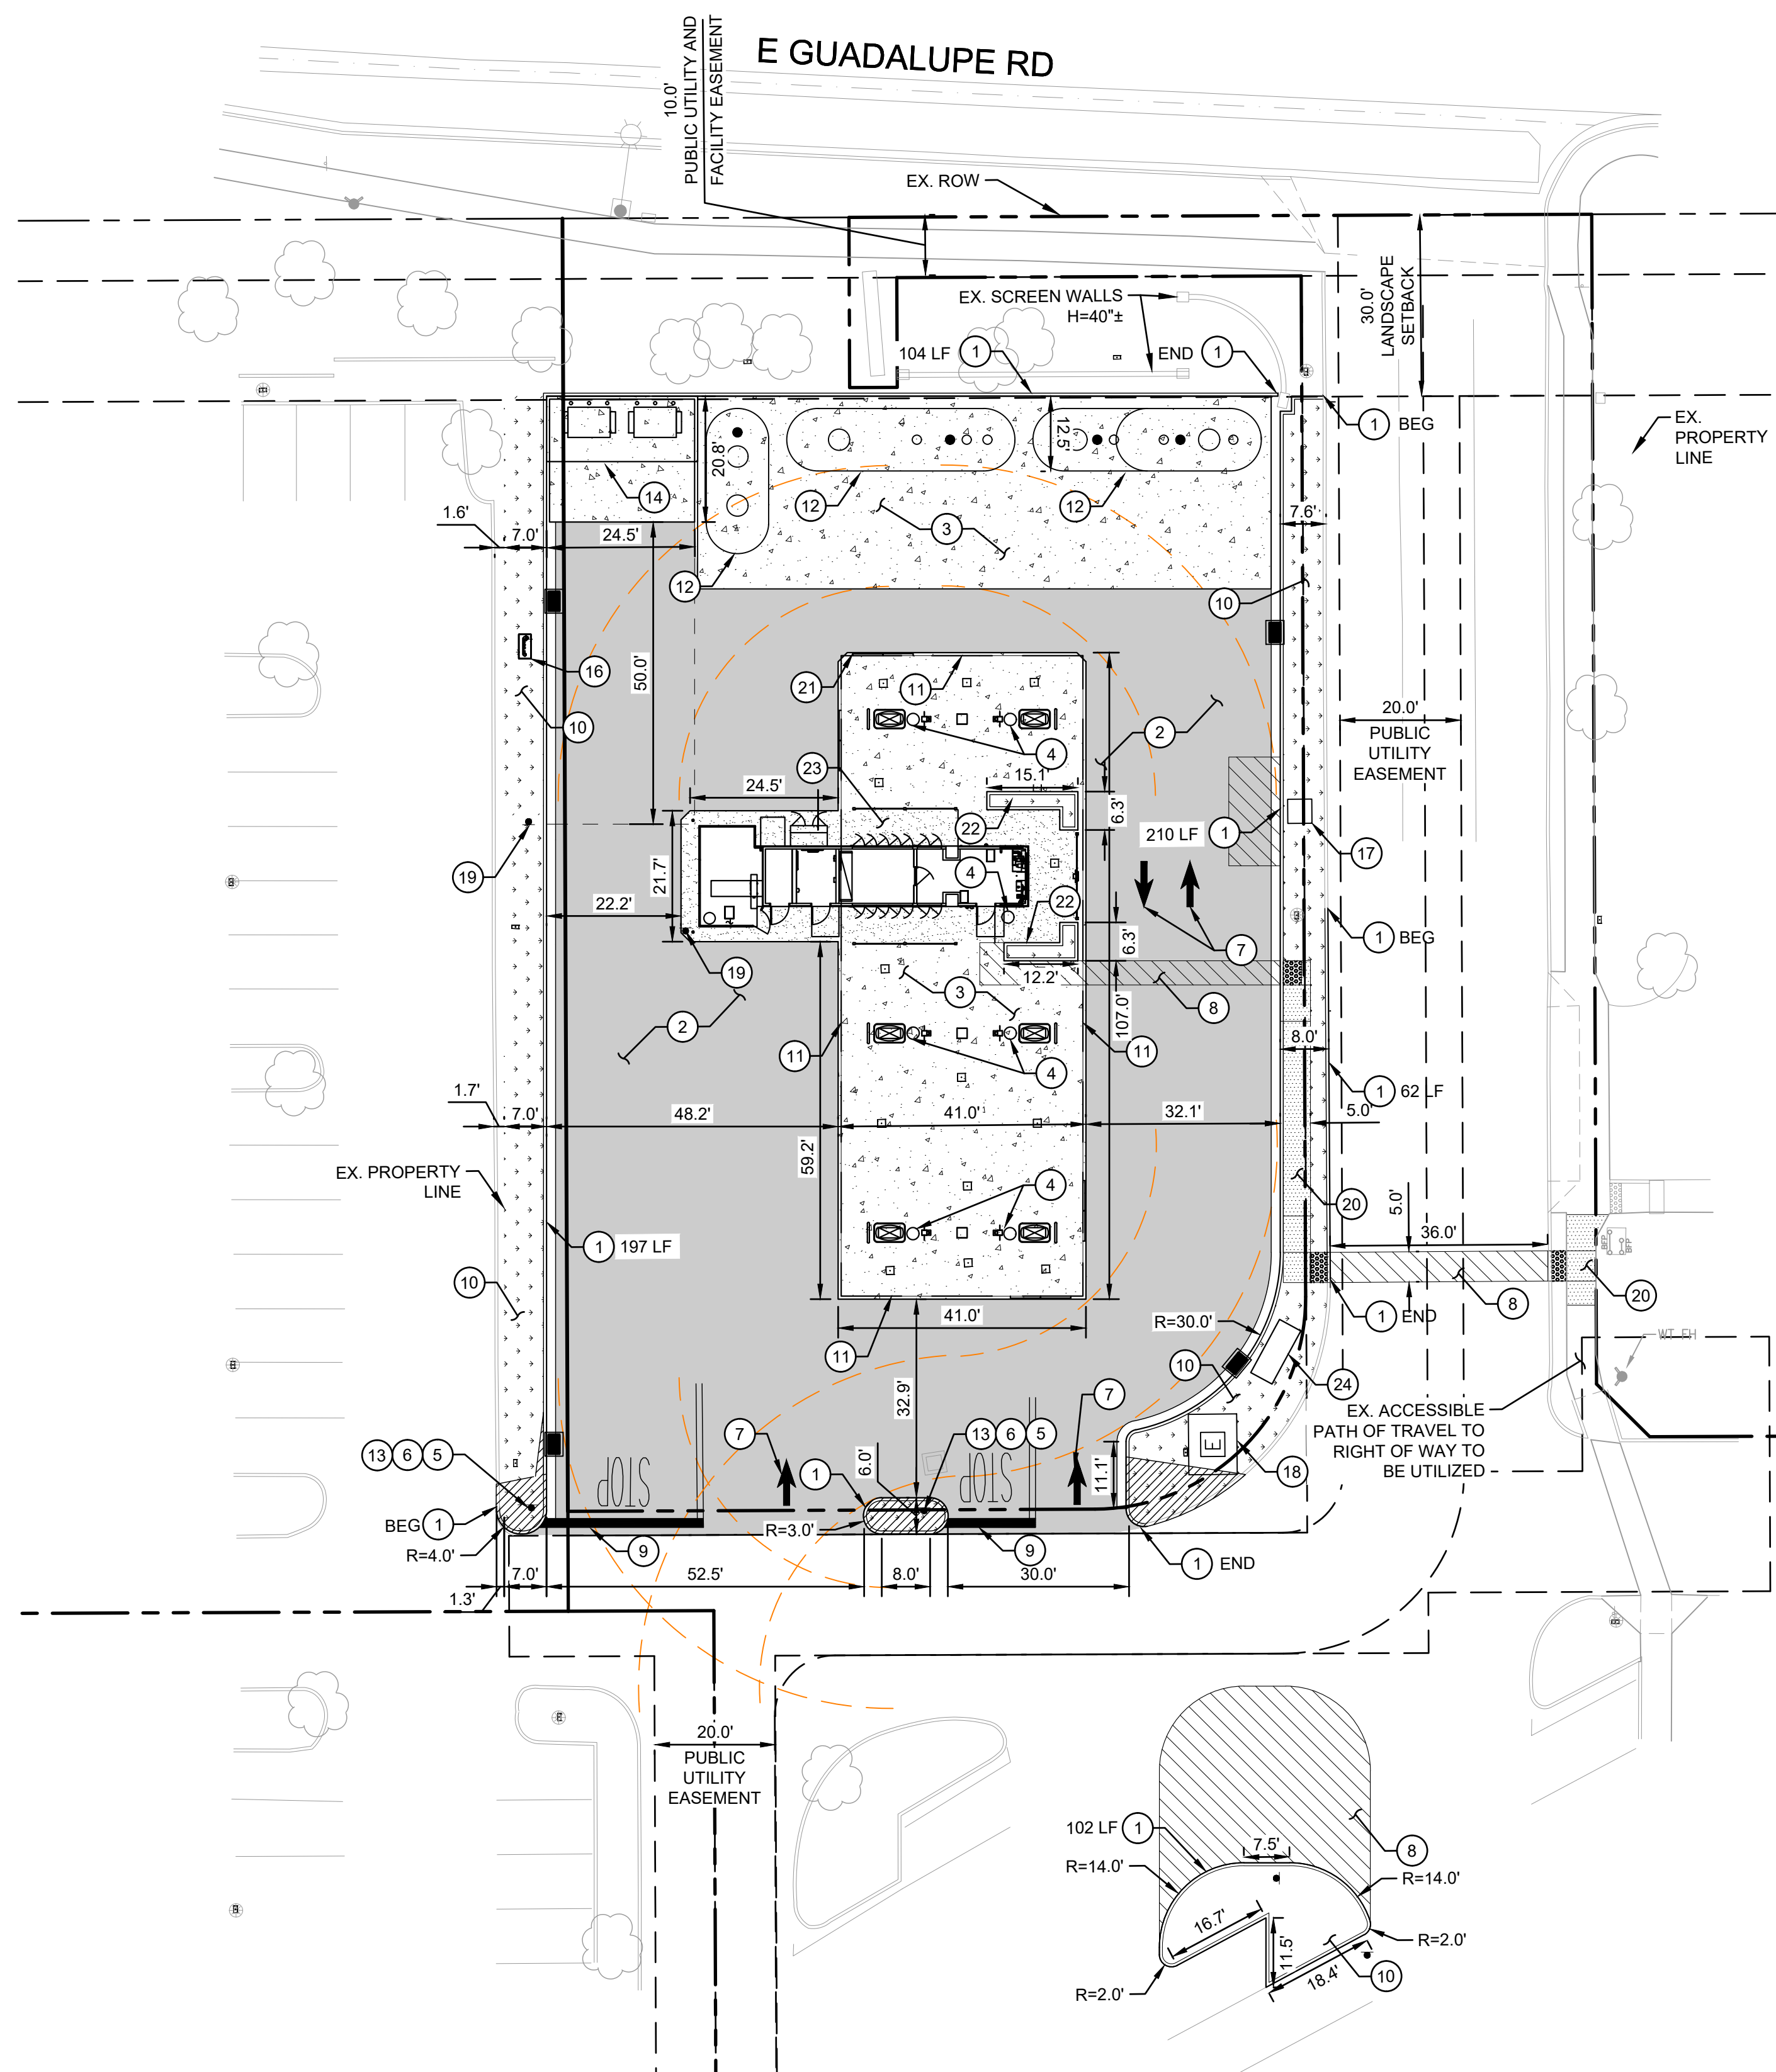 E GUADALUPE RD
10.0'
PUBLIC UTILITY AND
FACILITY EASEMENT
EX. ROW
EX. SCREEN WALLS
H=40"±
30.0'
LANDSCAPE
SETBACK
104 LF 1
END 1
1 BEG
EX.
PROPERTY
LINE
12.5'
20.8'
14
12
12
3
1.6'
7.0'
24.5'
7.6'
12
10
50.0'
16
21
11
10
2
20.0'
PUBLIC
UTILITY
EASEMENT
4
23
15.1'
24.5'
6.3'
22
210 LF
1
17
19
21.7'
4
22
22.2'
1 BEG
6.3'
7
19
12.2'
3
8
2
107.0'
11
11
8.0'
4
1.7'
7.0'
1 62 LF
48.2'
41.0'
32.1'
5.0'
59.2'
EX. PROPERTY
LINE
4
20
5.0'
1 197 LF
36.0'
BFP
BFP
10
8
20
41.0'
R=30.0'
1 END
WT FH
11
10
24
32.9'
7
EX. ACCESSIBLE
PATH OF TRAVEL TO
RIGHT OF WAY TO
BE UTILIZED
7
13 6 5
13 6 5
6.0'
11.1'
E
18
STOP
STOP
1
BEG 1
R=3.0'
R=4.0'
9
9
1 END
7.0'
52.5'
8.0'
30.0'
1.3'
20.0'
PUBLIC
UTILITY
EASEMENT
102 LF 1
7.5'
8
R=14.0'
R=14.0'
16.7'
11.5'
R=2.0'
18.4'
10
R=2.0'